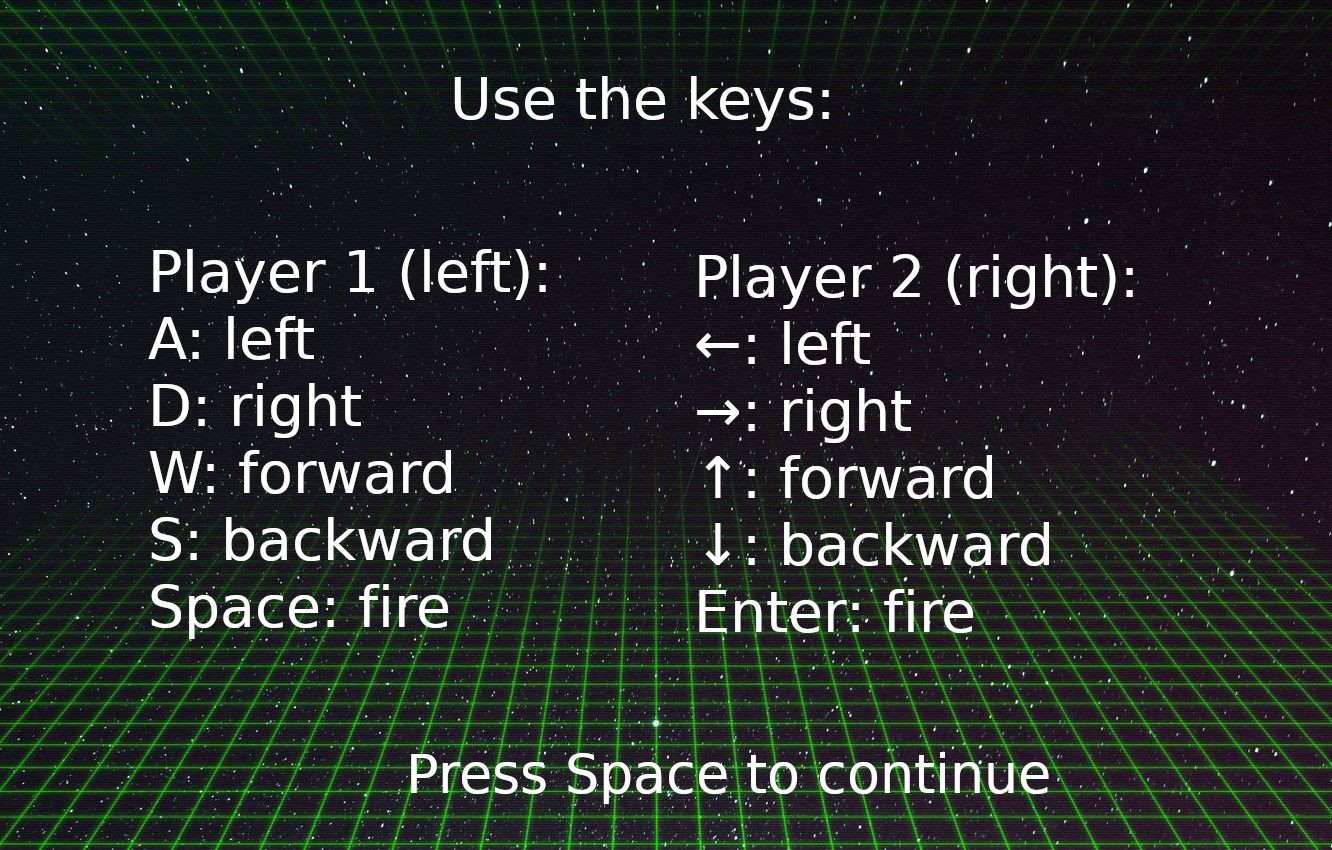 Use the keys:
Player 1 (left):
A: left
D: right
W: forward
S: backward
Space: fire
Player 2 (right):
←: left
→: right
↑: forward
↓: backward
Enter: fire
Press Space to continue